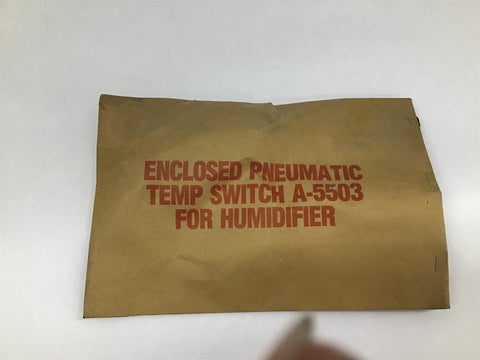 ENCLOSED PNEUMATIC
TEMP SWITCH A-5503
FOR HUMIDIFIER